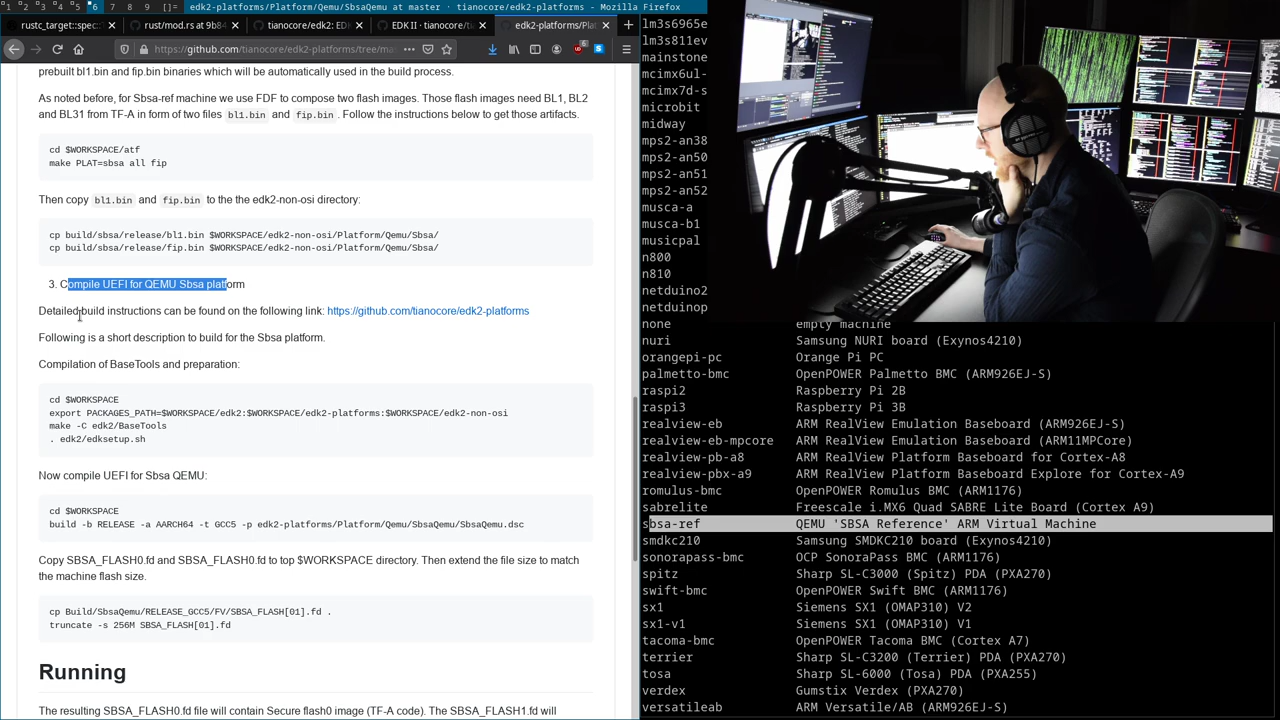 1 2 3 4 5 6 7 8 9 []= edk2-platforms/Platform/Qemu/SbsaQemu at master · tianocore/edk2-platforms - Mozilla Firefox
rustc_target::spec: × rust/mod.rs at 9b84 × tianocore/edk2: EDI × EDK II · tianocore/e × edk2-platforms/Plat × +
https://github.com/tianocore/edk2-platforms/tree/ma
prebuilt bl1.bin and fip.bin binaries which will be automatically used in the build process.
As noted before, for Sbsa-ref machine we use FDF to compose two flash images. Those flash images need BL1, BL2
and BL31 from TF-A in form of two files bl1.bin and fip.bin . Follow the instructions below to get those artifacts.
cd $WORKSPACE/atf
make PLAT=sbsa all fip
Then copy bl1.bin and fip.bin to the the edk2-non-osi directory:
cp build/sbsa/release/bl1.bin $WORKSPACE/edk2-non-osi/Platform/Qemu/Sbsa/
cp build/sbsa/release/fip.bin $WORKSPACE/edk2-non-osi/Platform/Qemu/Sbsa/
3. Compile UEFI for QEMU Sbsa platform
Detailed build instructions can be found on the following link: https://github.com/tianocore/edk2-platforms
Following is a short description to build for the Sbsa platform.
Compilation of BaseTools and preparation:
cd $WORKSPACE
export PACKAGES_PATH=$WORKSPACE/edk2:$WORKSPACE/edk2-platforms:$WORKSPACE/edk2-non-osi
make -C edk2/BaseTools
. edk2/edksetup.sh
Now compile UEFI for Sbsa QEMU:
cd $WORKSPACE
build -b RELEASE -a AARCH64 -t GCC5 -p edk2-platforms/Platform/Qemu/SbsaQemu/SbsaQemu.dsc
Copy SBSA_FLASH0.fd and SBSA_FLASH0.fd to top $WORKSPACE directory. Then extend the file size to match
the machine flash size.
cp Build/SbsaQemu/RELEASE_GCC5/FV/SBSA_FLASH[01].fd .
truncate -s 256M SBSA_FLASH[01].fd
Running
The resulting SBSA_FLASH0.fd file will contain Secure flash0 image (TF-A code). The SBSA_FLASH1.fd will
lm3s6965e
lm3s811ev
mainstone
mcimx6ul-
mcimx7d-s
microbit
midway
mps2-an38
mps2-an50
mps2-an51
mps2-an52
musca-a
musca-b1
musicpal
n800
n810
netduino2
netduinop
none empty machine
nuri Samsung NURI board (Exynos4210)
orangepi-pc Orange Pi PC
palmetto-bmc OpenPOWER Palmetto BMC (ARM926EJ-S)
raspi2 Raspberry Pi 2B
raspi3 Raspberry Pi 3B
realview-eb ARM RealView Emulation Baseboard (ARM926EJ-S)
realview-eb-mpcore ARM RealView Emulation Baseboard (ARM11MPCore)
realview-pb-a8 ARM RealView Platform Baseboard for Cortex-A8
realview-pbx-a9 ARM RealView Platform Baseboard Explore for Cortex-A9
romulus-bmc OpenPOWER Romulus BMC (ARM1176)
sabrelite Freescale i.MX6 Quad SABRE Lite Board (Cortex A9)
sbsa-ref QEMU 'SBSA Reference' ARM Virtual Machine
smdkc210 Samsung SMDKC210 board (Exynos4210)
sonorapass-bmc OCP SonoraPass BMC (ARM1176)
spitz Sharp SL-C3000 (Spitz) PDA (PXA270)
swift-bmc OpenPOWER Swift BMC (ARM1176)
sx1 Siemens SX1 (OMAP310) V2
sx1-v1 Siemens SX1 (OMAP310) V1
tacoma-bmc OpenPOWER Tacoma BMC (Cortex A7)
terrier Sharp SL-C3200 (Terrier) PDA (PXA270)
tosa Sharp SL-6000 (Tosa) PDA (PXA255)
verdex Gumstix Verdex (PXA270)
versatileab ARM Versatile/AB (ARM926EJ-S)